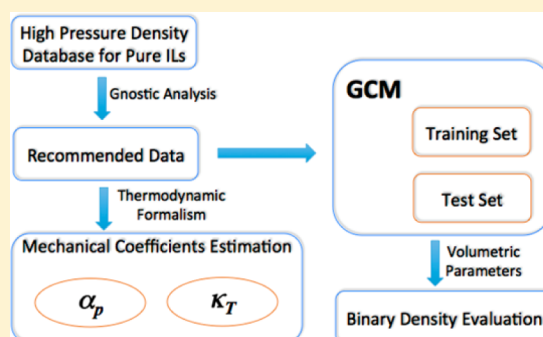 High Pressure Density
Database for Pure ILs
Gnostic Analysis
Recommended Data
Thermodynamic
Formalism
Mechanical Coefficients Estimation
αp
κT
GCM
Training Set
Test Set
Volumetric
Parameters
Binary Density Evaluation